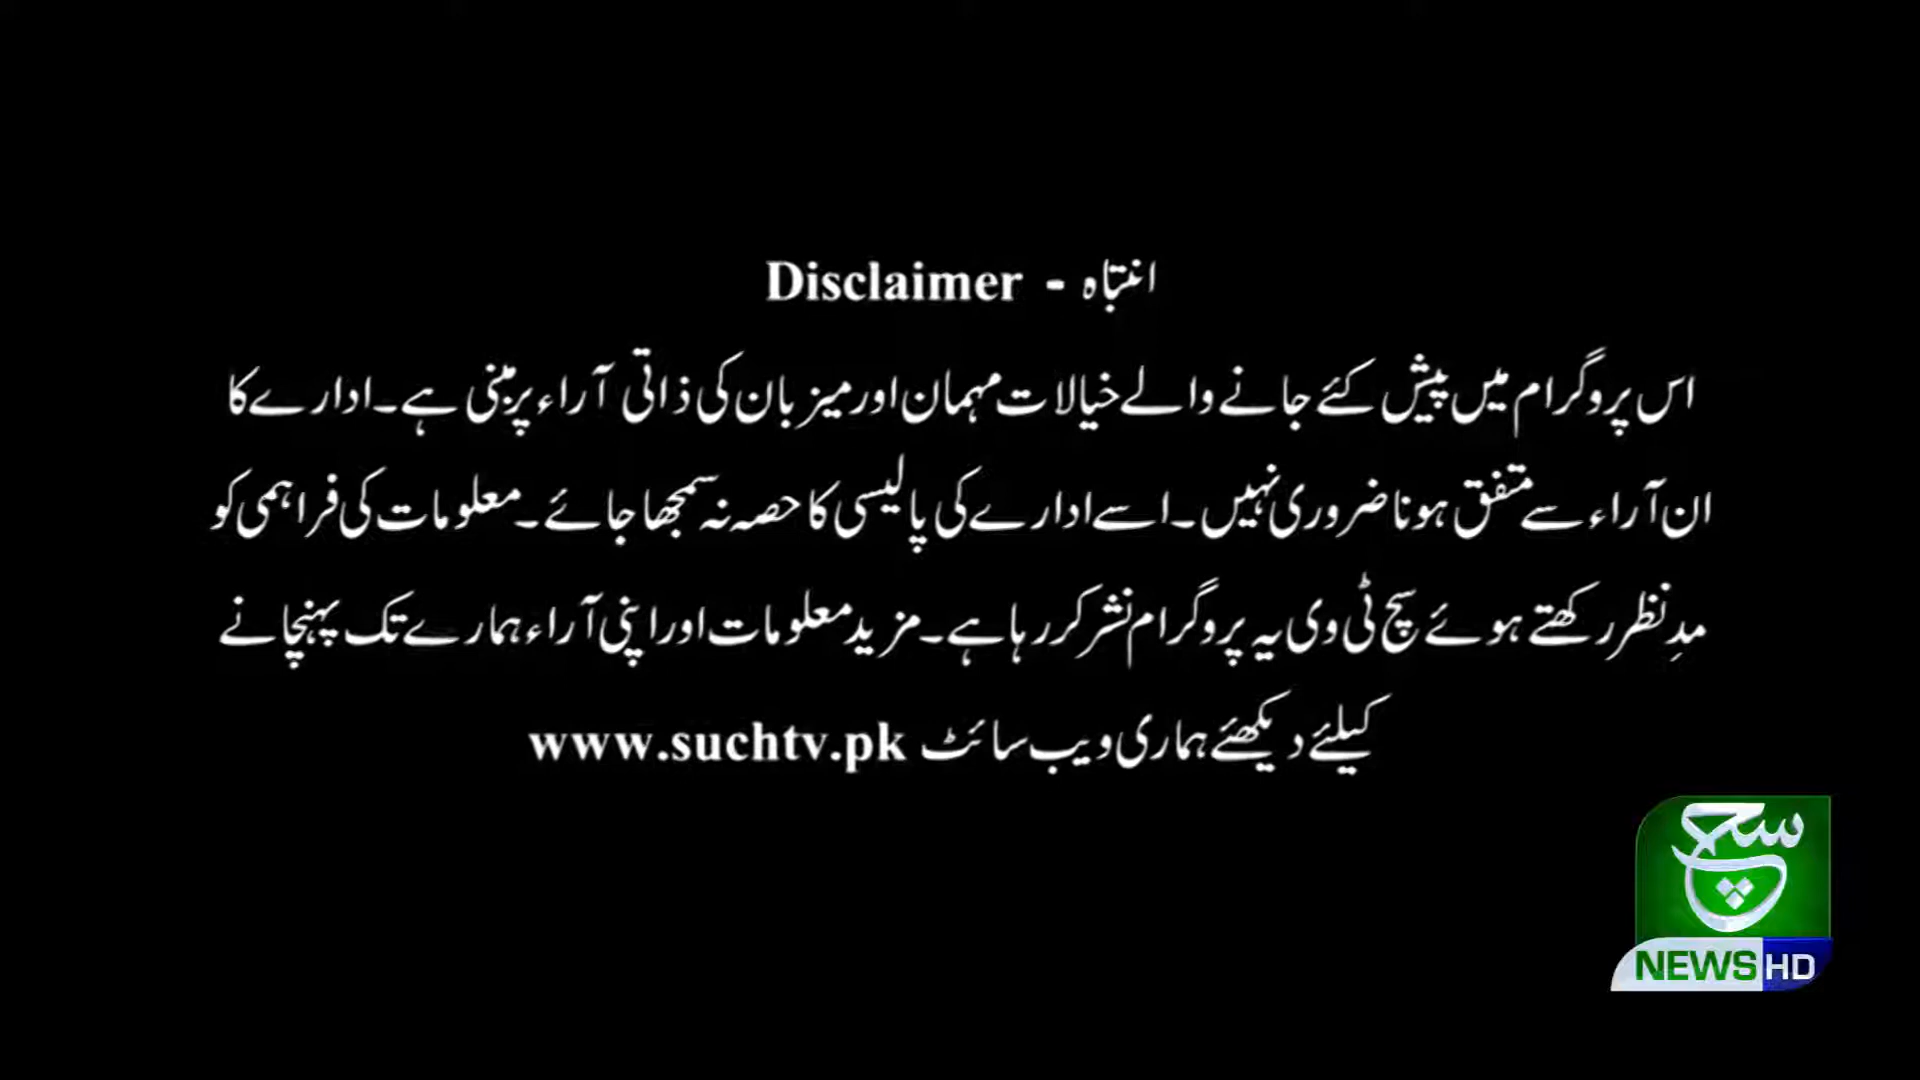 انتباہ - Disclaimer
اس پروگرام میں پیش کئے جانے والے خیالات مہمان اور میزبان کی ذاتی آراء پر مبنی ہے۔ ادارے کا
ان آراء سے متفق ہونا ضروری نہیں۔ اسے ادارے کی پالیسی کا حصہ نہ سمجھا جائے۔ معلومات کی فراہمی کو
مدِنظر رکھتے ہوئے سچ ٹی وی یہ پروگرام نشر کر رہا ہے۔ مزید معلومات اور اپنی آراء ہمارے تک پہنچانے
کیلئے دیکھئے ہماری ویب سائٹ www.suchtv.pk
سچ
NEWS HD